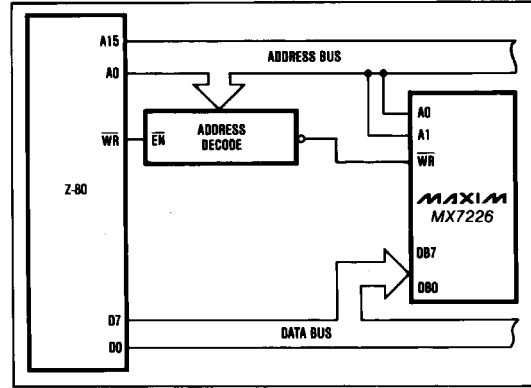 A15
ADDRESS BUS
A0
A0
ADDRESS
DECODE
A1
WR
EN
WR
Z-80
MAXIM
MX7226
DB7
DB0
D7
DATA BUS
D0